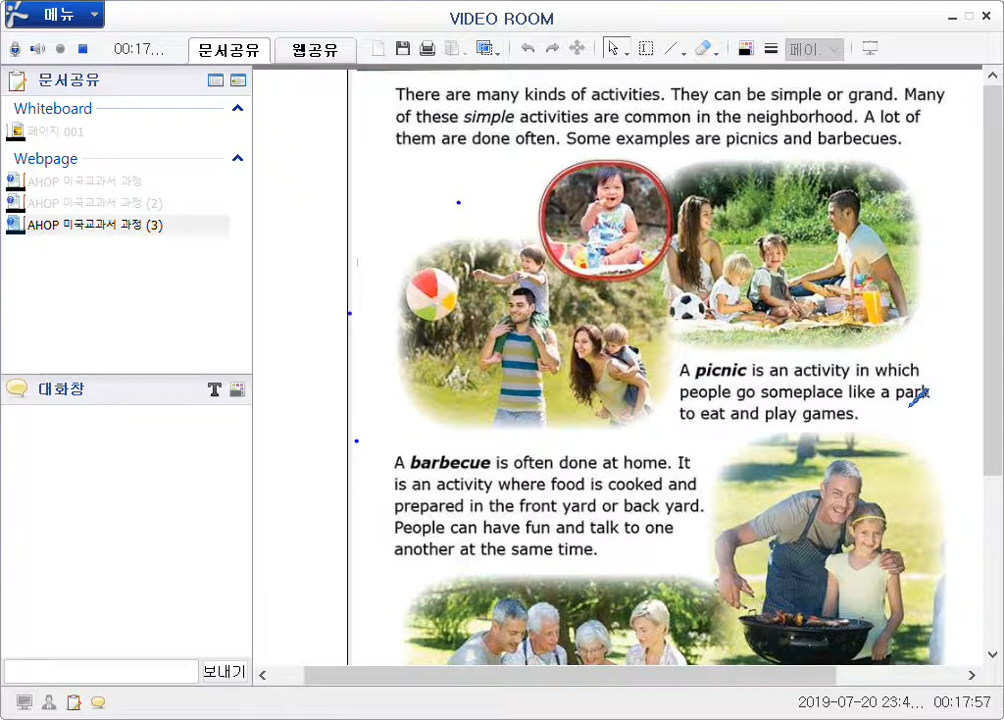 메뉴
VIDEO ROOM
00:17...
문서공유
웹공유
페이.
문서공유
Whiteboard
페이지 001
Webpage
AHOP 미국교과서 과정
AHOP 미국교과서 과정 (2)
AHOP 미국교과서 과정 (3)
대화창
보내기
There are many kinds of activities. They can be simple or grand. Many
of these simple activities are common in the neighborhood. A lot of
them are done often. Some examples are picnics and barbecues.
A picnic is an activity in which
people go someplace like a park
to eat and play games.
A barbecue is often done at home. It
is an activity where food is cooked and
prepared in the front yard or back yard.
People can have fun and talk to one
another at the same time.
2019-07-20 23:4...
00:17:57